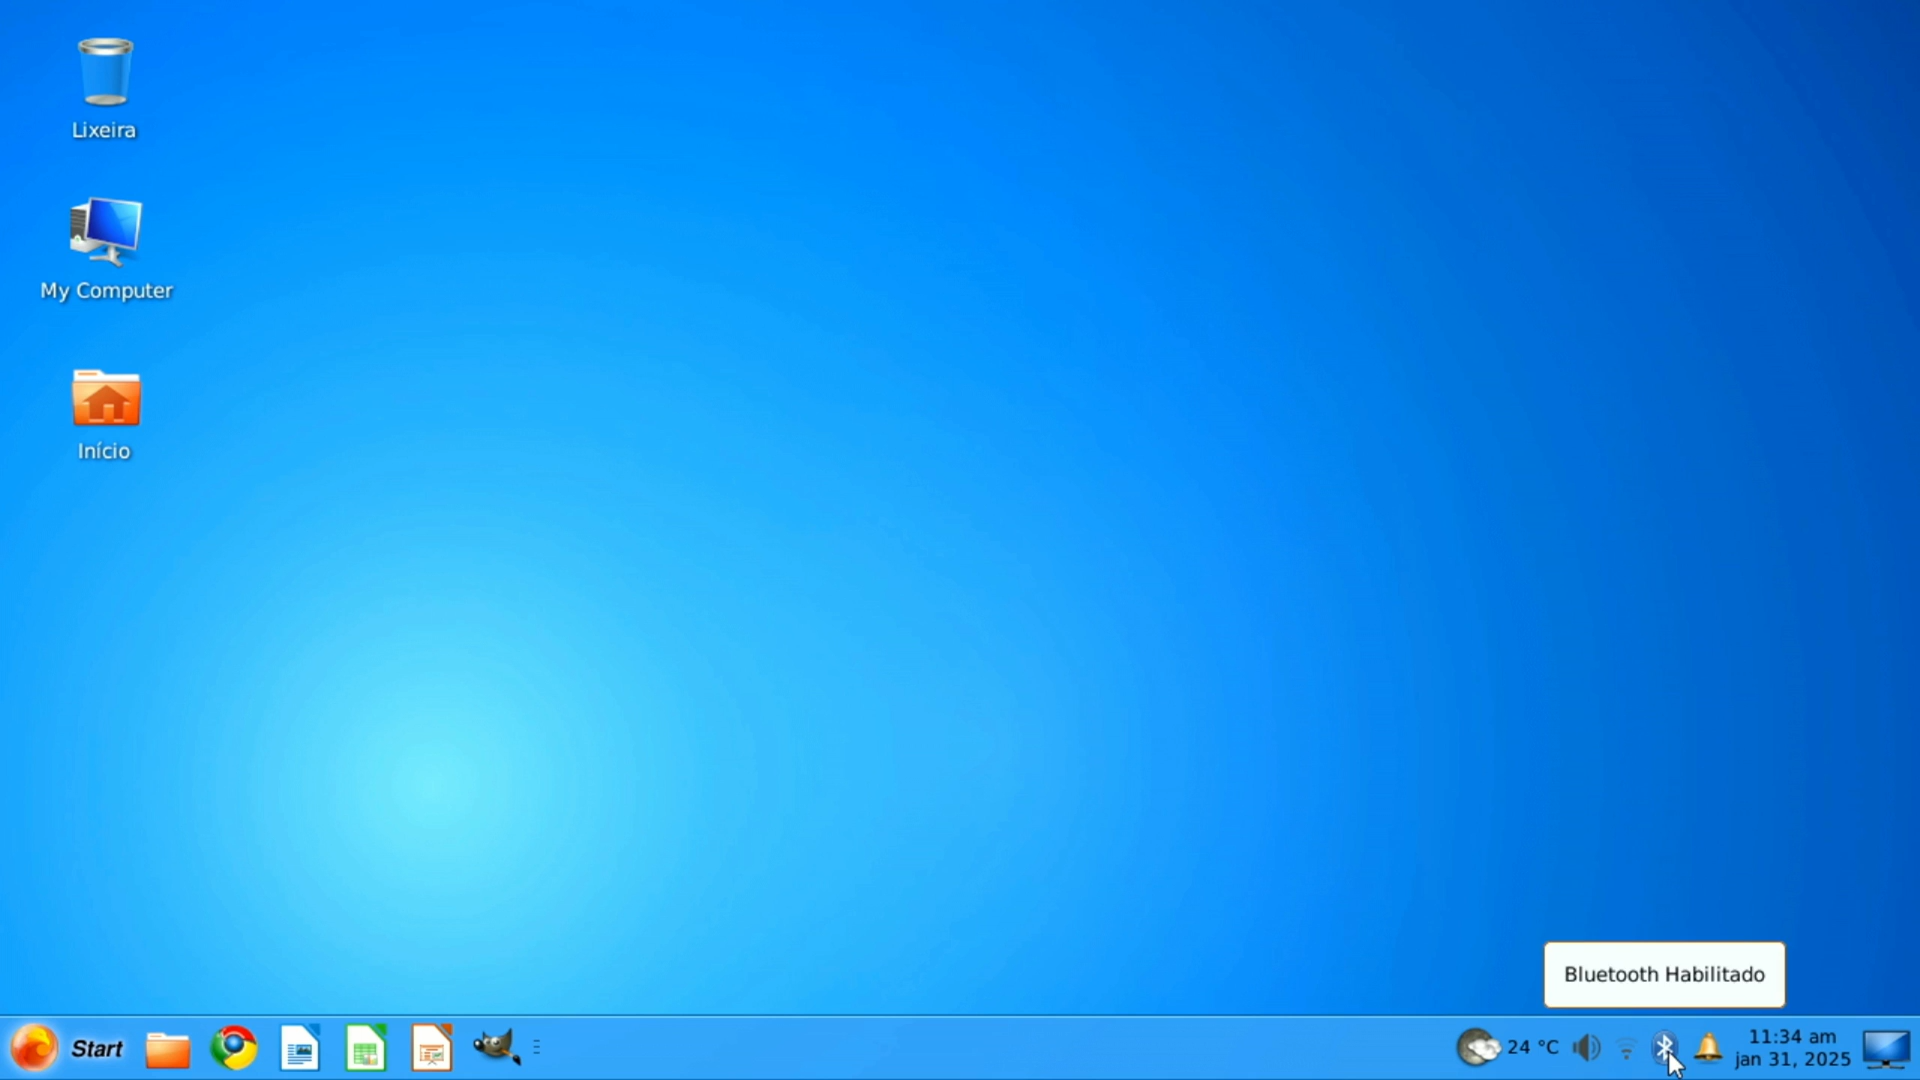 Lixeira
My Computer
Início
Bluetooth Habilitado
Start
24 °C
11:34 am
jan 31, 2025